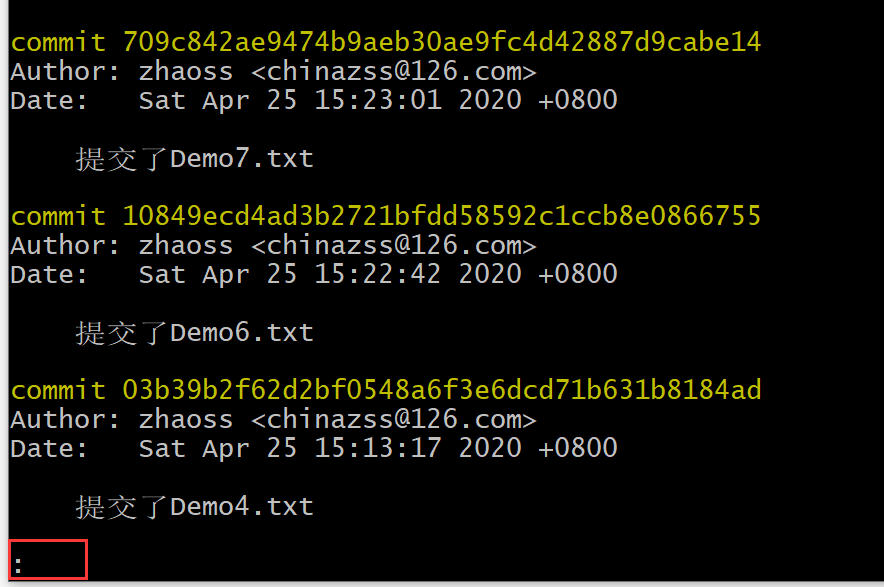 commit 709c842ae9474b9aeb30ae9fc4d42887d9cabe14
Author: zhaoss <chinazss@126.com>
Date:   Sat Apr 25 15:23:01 2020 +0800
提交了Demo7.txt
commit 10849ecd4ad3b2721bfdd58592c1ccb8e0866755
Author: zhaoss <chinazss@126.com>
Date:   Sat Apr 25 15:22:42 2020 +0800
提交了Demo6.txt
commit 03b39b2f62d2bf0548a6f3e6dcd71b631b8184ad
Author: zhaoss <chinazss@126.com>
Date:   Sat Apr 25 15:13:17 2020 +0800
提交了Demo4.txt
: